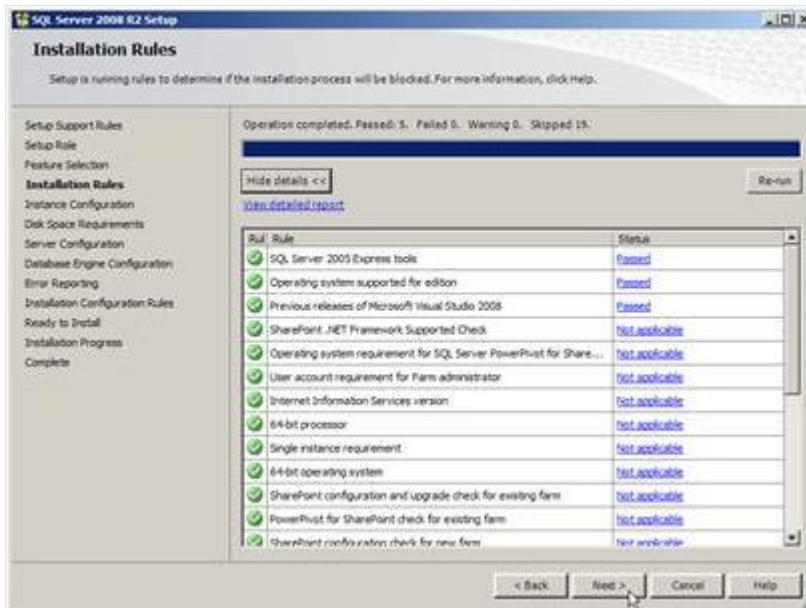 SQL Server 2008 R2 Setup
Installation Rules
Setup is running rules to determine if the installation process will be blocked. For more information, click Help.
Setup Support Rules
Setup Role
Feature Selection
Installation Rules
Instance Configuration
Disk Space Requirements
Server Configuration
Database Engine Configuration
Error Reporting
Installation Configuration Rules
Ready to Install
Installation Progress
Complete
Operation completed. Passed: 5. Failed 0. Warning 0. Skipped 19.
Hide details <<
Re-run
View detailed report
Rul Rule Status
SQL Server 2005 Express tools Passed
Operating system supported for edition Passed
Previous releases of Microsoft Visual Studio 2008 Passed
SharePoint .NET Framework Supported Check Not applicable
Operating system requirement for SQL Server PowerPivot for Share... Not applicable
User account requirement for Farm administrator Not applicable
Internet Information Services version Not applicable
64-bit processor Not applicable
Single instance requirement Not applicable
64-bit operating system Not applicable
SharePoint configuration and upgrade check for existing farm Not applicable
PowerPivot for SharePoint check for existing farm Not applicable
SharePoint configuration check for new farm Not applicable
< Back Next > Cancel Help